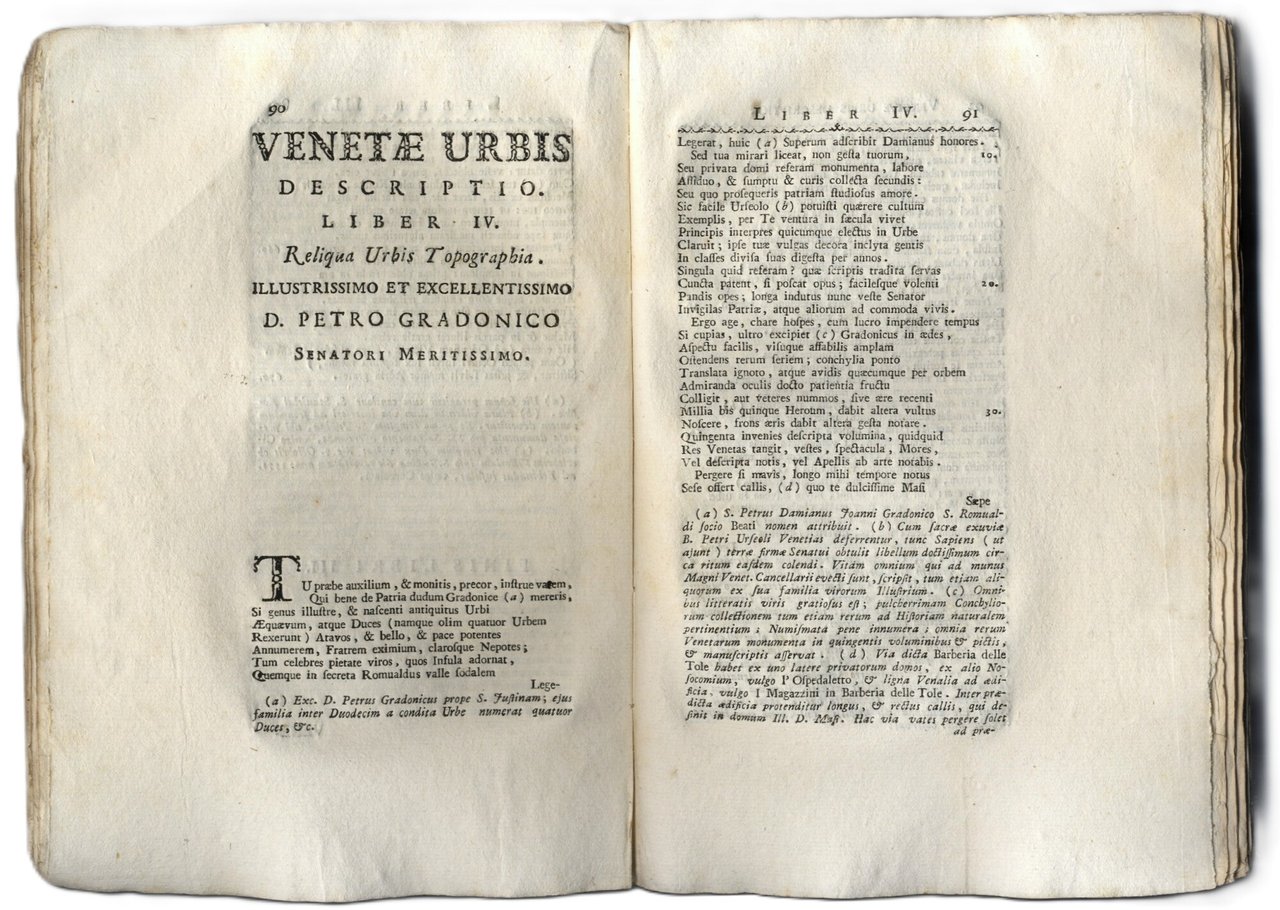 90
VENETÆ URBIS
DESCRIPTIO.
LIBER IV.
Reliqua Urbis Topographia.
ILLUSTRISSIMO ET EXCELLENTISSIMO
D. PETRO GRADONICO
SENATORI MERITISSIMO.
TU præbe auxilium, & monitis, precor, inſtrue vatem,
Qui bene de Patria dudum Gradonice (a) mereris,
Si genus illuſtre, & naſcenti antiquitus Urbi
Æquævum, atque Duces (namque olim quatuor Urbem
Rexerunt) Atavos, & bello, & pace potentes
Annumerem, Fratrem eximium, claroſque Nepotes;
Tum celebres pietate viros, quos Inſula adornat,
Quemque in ſecreta Romualdus valle ſodalem
Lege-
(a) Exc. D. Petrus Gradonicus prope S. Juſtinam; ejus
familia inter Duodecim a condita Urbe numerat quatuor
Duces, &c.
LIBER IV. 91
Legerat, huic (a) Superum adſcribit Damianus honores.
Sed tua mirari liceat, non geſta tuorum, 10.
Seu privata domi referam monumenta, labore
Aſſiduo, & ſumptu & curis collecta ſecundis:
Seu quo proſequeris patriam ſtudioſus amore.
Sic facile Urſeolo (b) potuiſti quærere cultum
Exemplis, per Te ventura in ſæcula vivet
Principis interpres quicumque electus in Urbe
Claruit; ipſe tuæ vulgas decora inclyta gentis
In claſſes diviſa ſuas digeſta per annos.
Singula quid referam? quæ ſcriptis tradita ſervas
Cuncta patent, ſi poſcat opus; facileſque volenti 20.
Pandis opes; longa indutus nunc veſte Senator
Invigilas Patriæ, atque aliorum ad commoda vivis.
Ergo age, chare hoſpes, cum lucro impendere tempus
Si cupias, ultro excipiet (c) Gradonicus in ædes,
Aſpectu facilis, viſuque affabilis amplam
Oſtendens rerum ſeriem; conchylia ponto
Translata ignoto, atque avidis quæcumque per orbem
Admiranda oculis docto patientia fructu
Colligit, aut veteres nummos, ſive ære recenti
Millia bis quinque Heroum, dabit altera vultus 30.
Noſcere, frons æris dabit altera geſta notare.
Quingenta invenies deſcripta volumina, quidquid
Res Venetas tangit, veſtes, ſpectacula, Mores,
Vel deſcripta notis, vel Apellis ab arte notabis.
Pergere ſi mavis, longo mihi tempore notus
Seſe offert callis, (d) quo te dulciſſime Maſi
Sæpe
(a) S. Petrus Damianus Joanni Gradonico S. Romual-
di ſocio Beati nomen attribuit. (b) Cum ſacræ exuviæ
B. Petri Urſeoli Venetias deferrentur, tunc Sapiens (ut
ajunt) terræ firmæ Senatui obtulit libellum doctiſſimum cir-
ca ritum eaſdem colendi. Vitam omnium qui ad munus
Magni Venet. Cancellarii evecti ſunt, ſcripſit, tum etiam ali-
quorum ex ſua familia virorum Illuſtrium. (c) Omni-
bus litteratis viris gratioſus eſt; pulcherrimam Conchylio-
rum collectionem tum etiam rerum ad Hiſtoriam naturalem
pertinentium; Numiſmata pene innumera; omnia rerum
Venetarum monumenta in quingentis voluminibus & pictis,
& manuſcriptis aſſervat. (d) Via dicta Barberia delle
Tole habet ex uno latere privatorum domos, ex alio No-
ſocomium, vulgo l' Oſpedaletto, & ligna Venalia ad ædi-
ficia, vulgo I Magazzini in Barberia delle Tole. Inter præ-
dicta ædificia protenditur longus, & rectus callis, qui de-
ſinit in domum Ill. D. Maſi. Hac via vates pergere ſolet
ad præ-